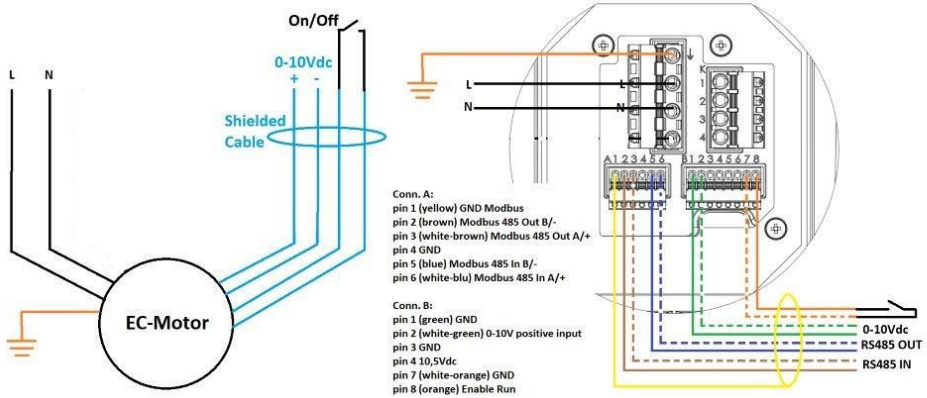 On/Off
0-10Vdc
+ -
L N
Shielded
Cable
EC-Motor
L L
N N
K
1
2
3
4
A1 2 3 4 5 6 B1 2 3 4 5 6 7 8
Conn. A:
pin 1 (yellow) GND Modbus
pin 2 (brown) Modbus 485 Out B/-
pin 3 (white-brown) Modbus 485 Out A/+
pin 4 GND
pin 5 (blue) Modbus 485 In B/-
pin 6 (white-blu) Modbus 485 In A/+
Conn. B:
pin 1 (green) GND
pin 2 (white-green) 0-10V positive input
pin 3 GND
pin 4 10,5Vdc
pin 7 (white-orange) GND
pin 8 (orange) Enable Run
0-10Vdc
RS485 OUT
RS485 IN